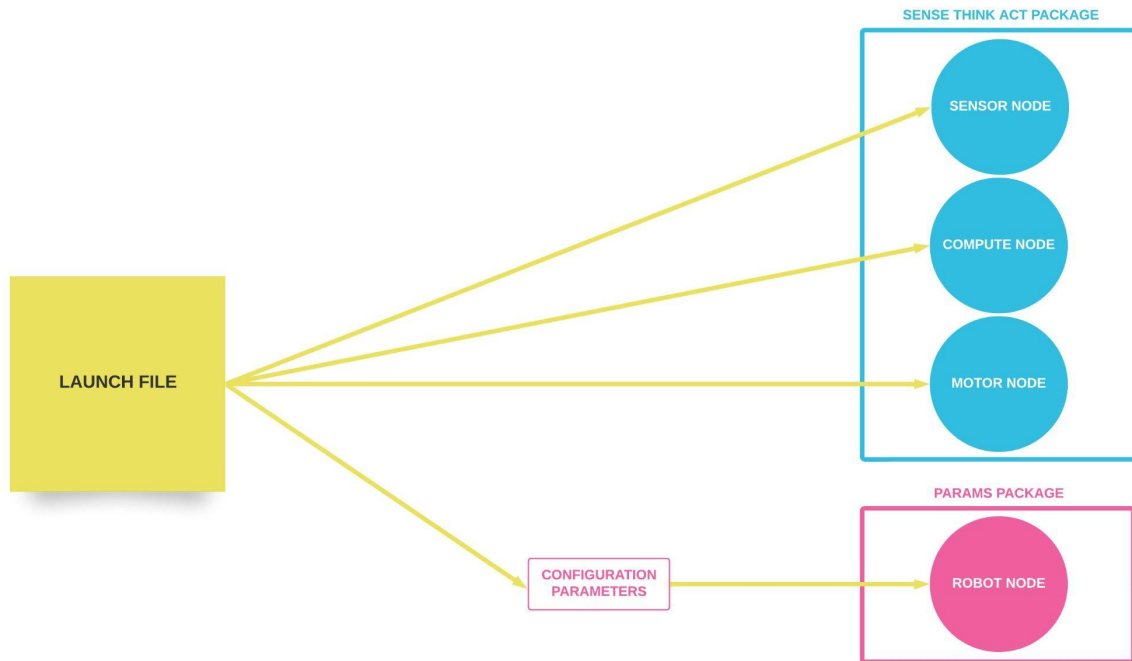 SENSE THINK ACT PACKAGE
SENSOR NODE
COMPUTE NODE
LAUNCH FILE
MOTOR NODE
PARAMS PACKAGE
CONFIGURATION
PARAMETERS
ROBOT NODE